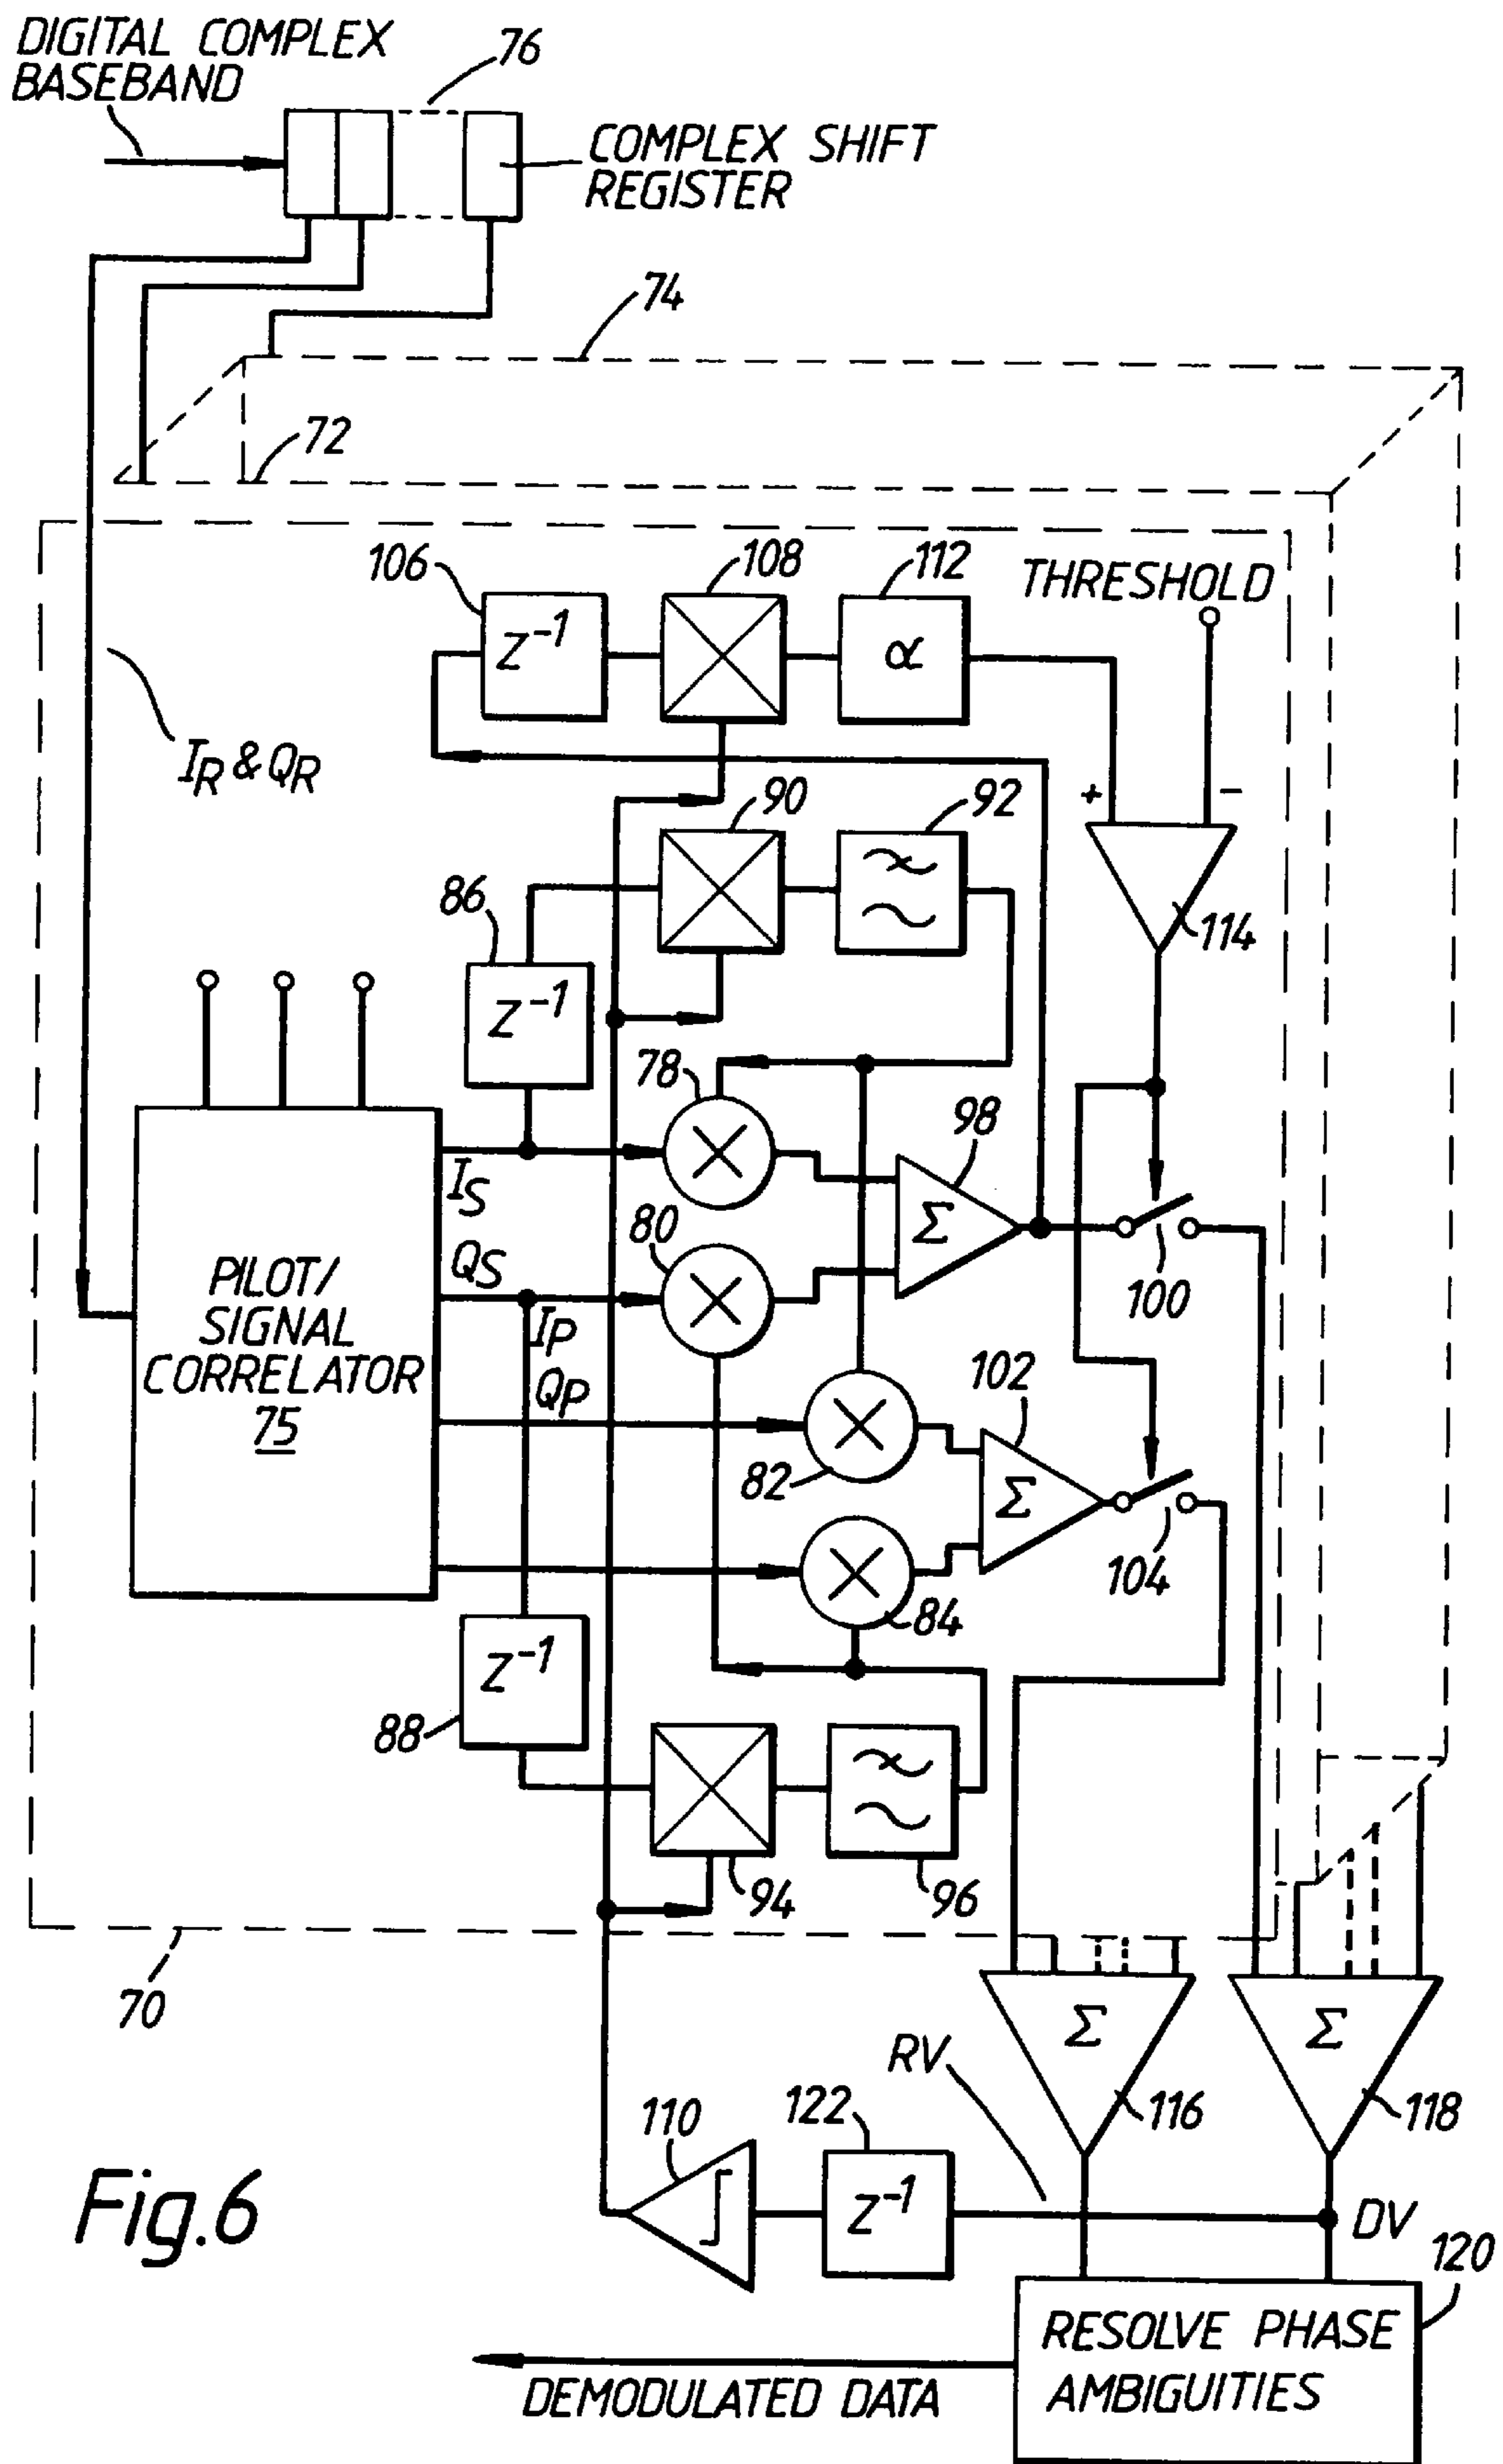 DIGITAL COMPLEX
BASEBAND
76
COMPLEX SHIFT
REGISTER
74
72
106
108
112
THRESHOLD
Z⁻¹
α
I_R & Q_R
90
92
+
−
86
114
Z⁻¹
78
98
I_S
Σ
80
100
Q_S
PILOT/
SIGNAL
CORRELATOR
75
I_P
Q_P
102
82
Σ
104
84
Z⁻¹
88
94
96
70
Σ
Σ
RV
116
118
110
122
Z⁻¹
DV
120
Fig.6
RESOLVE PHASE
AMBIGUITIES
DEMODULATED DATA